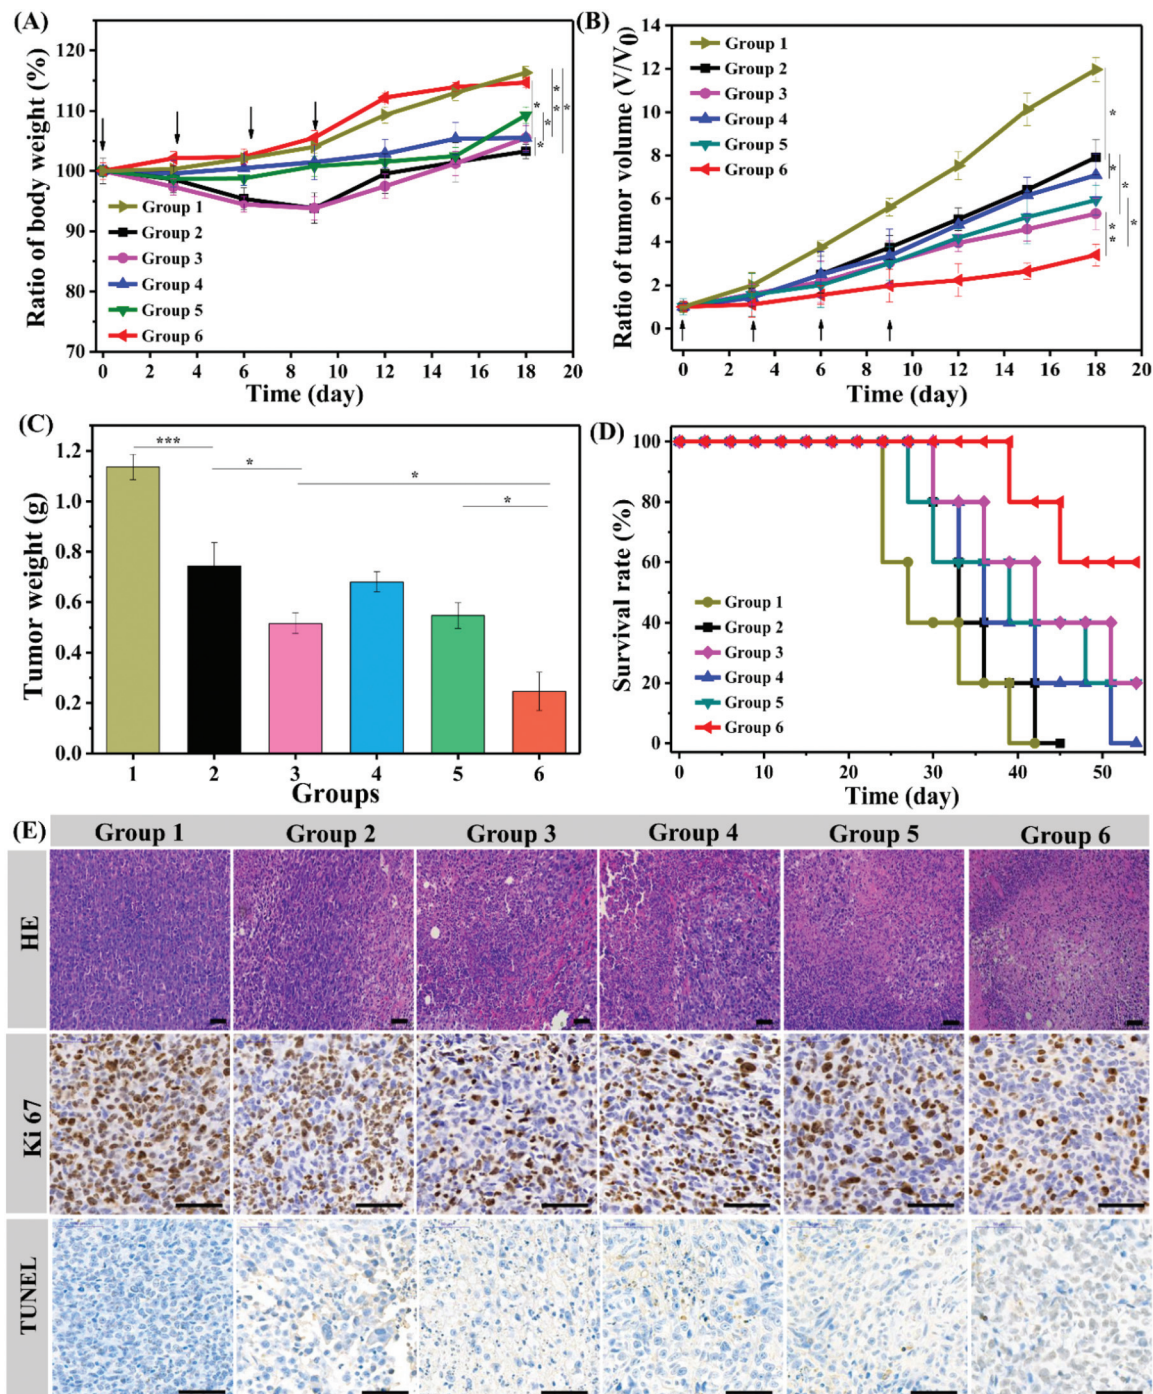 (A)
Ratio of body weight (%)
120
110
100
90
80
70
Group 1
Group 2
Group 3
Group 4
Group 5
Group 6
* * *
* *
*
*
0 2 4 6 8 10 12 14 16 18 20
Time (day)
(B)
Ratio of tumor volume (V/V0)
14
12
10
8
6
4
2
0
Group 1
Group 2
Group 3
Group 4
Group 5
Group 6
*
*
*
*
* *
0 2 4 6 8 10 12 14 16 18 20
Time (day)
(C)
Tumor weight (g)
1.2
1.0
0.8
0.6
0.4
0.2
0.0
***
*
*
*
1 2 3 4 5 6
Groups
(D)
Survival rate (%)
100
80
60
40
20
0
Group 1
Group 2
Group 3
Group 4
Group 5
Group 6
0 10 20 30 40 50
Time (day)
(E)
Group 1 Group 2 Group 3 Group 4 Group 5 Group 6
HE
Ki 67
TUNEL